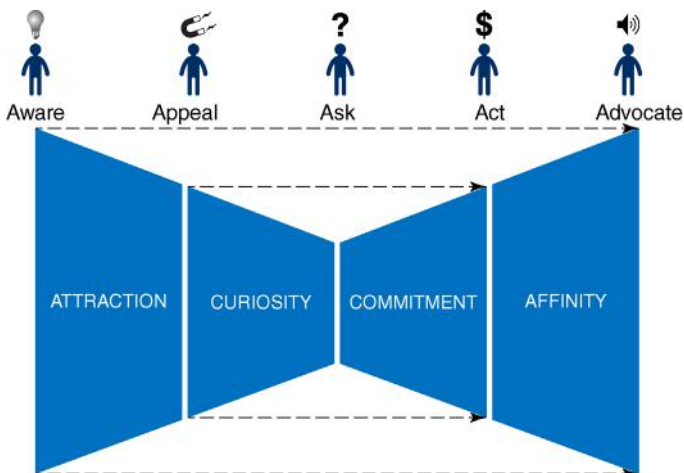 ? $
Aware Appeal Ask Act Advocate
ATTRACTION CURIOSITY COMMITMENT AFFINITY